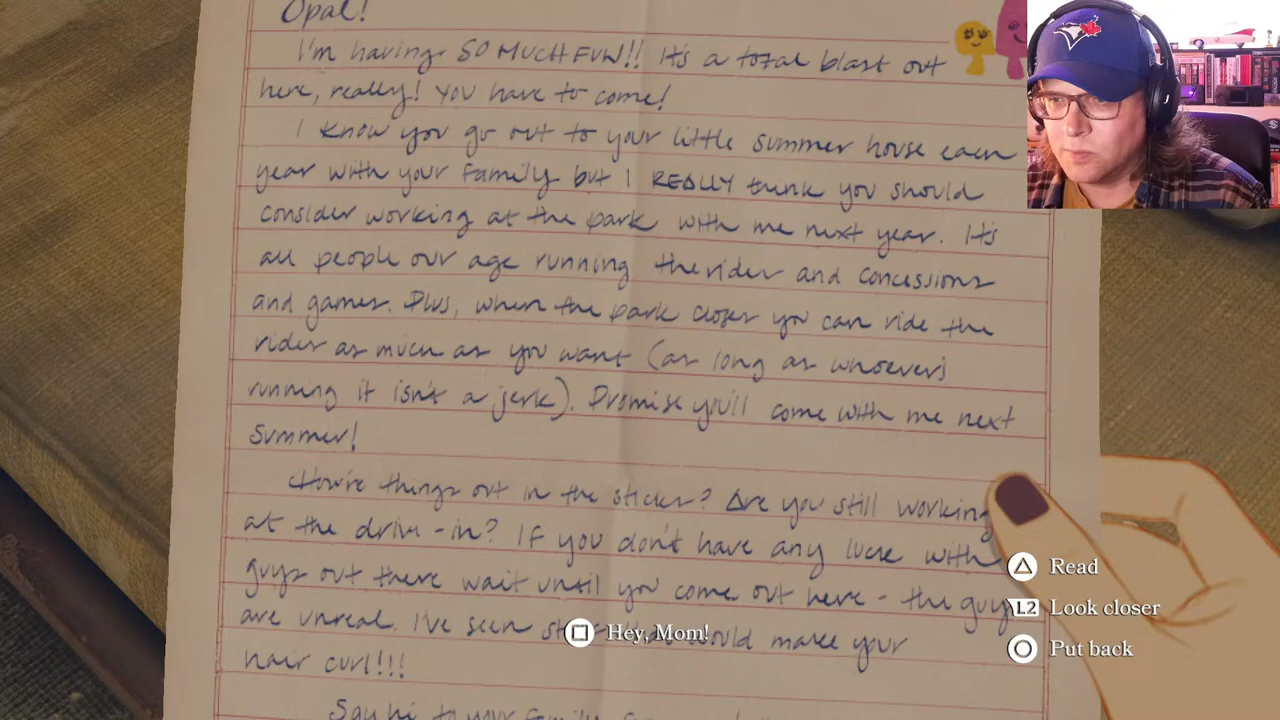 Opal!
I'm having SO MUCH FUN!! It's a total blast out
here, really! You have to come!
I know you go out to your little summer house each
year with your family but I REALLY think you should
consider working at the park with me next year. It's
all people our age running the rides and concessions
and games. Plus, when the park closes you can ride the
rides as much as you want (as long as whoever's
running it isn't a jerk). Promise you'll come with me next
summer!
How're things out in the sticks? Are you still working
at the drive-in? If you don't have any luck with
guys out there wait until you come out here - the guys
are unreal. I've seen would make your
hair curl!!!
Say hi to your family
Read
Look closer
Put back
Hey, Mom!
L2